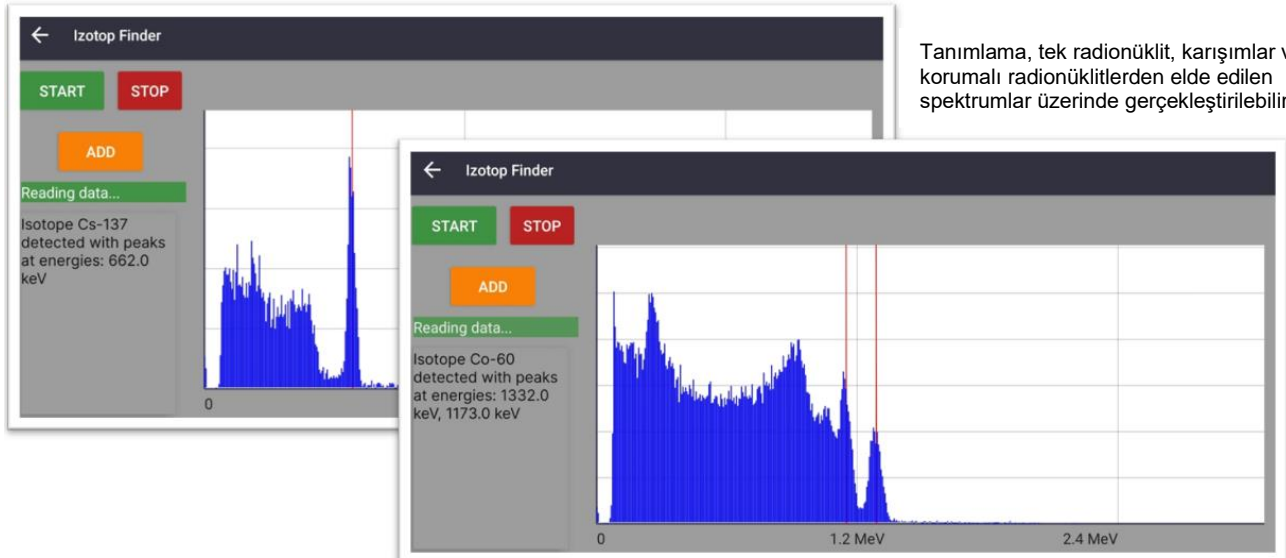 Izotop Finder
START
STOP
ADD
Reading data...
Isotope Cs-137
detected with peaks
at energies: 662.0
keV
0
Tanımlama, tek radionüklit, karışımlar
korumalı radionüklitlerden elde edilen
spektrumlar üzerinde gerçekleştirilebilir
Izotop Finder
START
STOP
ADD
Reading data...
Isotope Co-60
detected with peaks
at energies: 1332.0
keV, 1173.0 keV
0
1.2 MeV
2.4 MeV